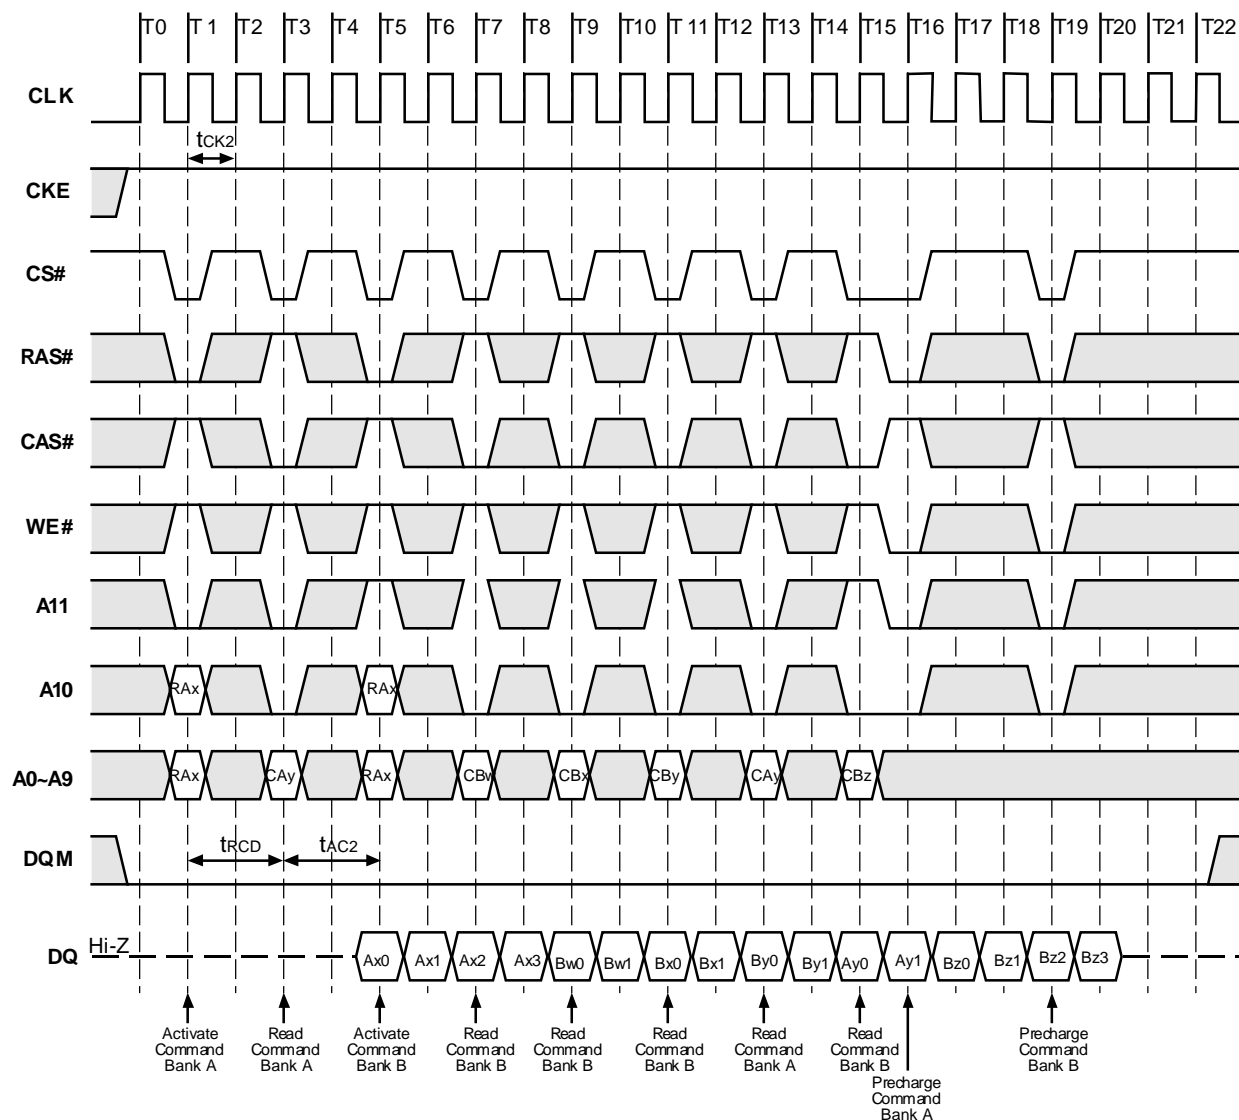 T0 T1 T2 T3 T4 T5 T6 T7 T8 T9 T10 T11 T12 T13 T14 T15 T16 T17 T18 T19 T20 T21 T22
CLK
tCK2
CKE
CS#
RAS#
CAS#
WE#
A11
A10 RAx RAx
A0~A9 RAx CAy RAx CBw CBx CBy CAy CBz
DQM tRCD tAC2
DQ Hi-Z Ax0 Ax1 Ax2 Ax3 Bw0 Bw1 Bx0 Bx1 By0 By1 Ay0 Ay1 Bz0 Bz1 Bz2 Bz3
Activate
Command
Bank A
Read
Command
Bank A
Activate
Command
Bank B
Read
Command
Bank B
Read
Command
Bank B
Read
Command
Bank B
Read
Command
Bank A
Read
Command
Bank B
Precharge
Command
Bank A
Precharge
Command
Bank B